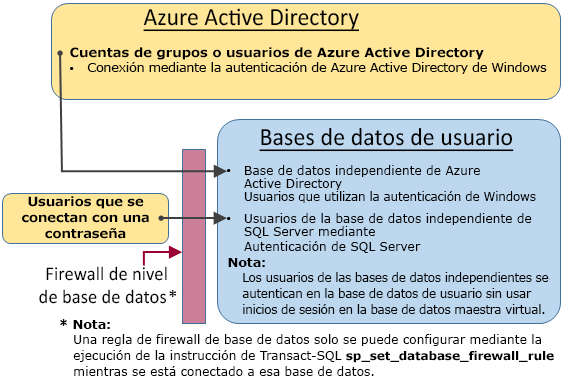 Azure Active Directory
Cuentas de grupos o usuarios de Azure Active Directory
• Conexión mediante la autenticación de Azure Active Directory de Windows
Bases de datos de usuario
• Base de datos independiente de Azure
Active Directory
Usuarios que utilizan la autenticación de Windows
• Usuarios de la base de datos independiente de
SQL Server mediante
Autenticación de SQL Server
Nota:
Los usuarios de las bases de datos independientes se
autentican en la base de datos de usuario sin usar
inicios de sesión en la base de datos maestra virtual.
Usuarios que se
conectan con una
contraseña
Firewall de nivel
de base de datos*
* Nota:
Una regla de firewall de base de datos solo se puede configurar mediante la
ejecución de la instrucción de Transact-SQL sp_set_database_firewall_rule
mientras se está conectado a esa base de datos.